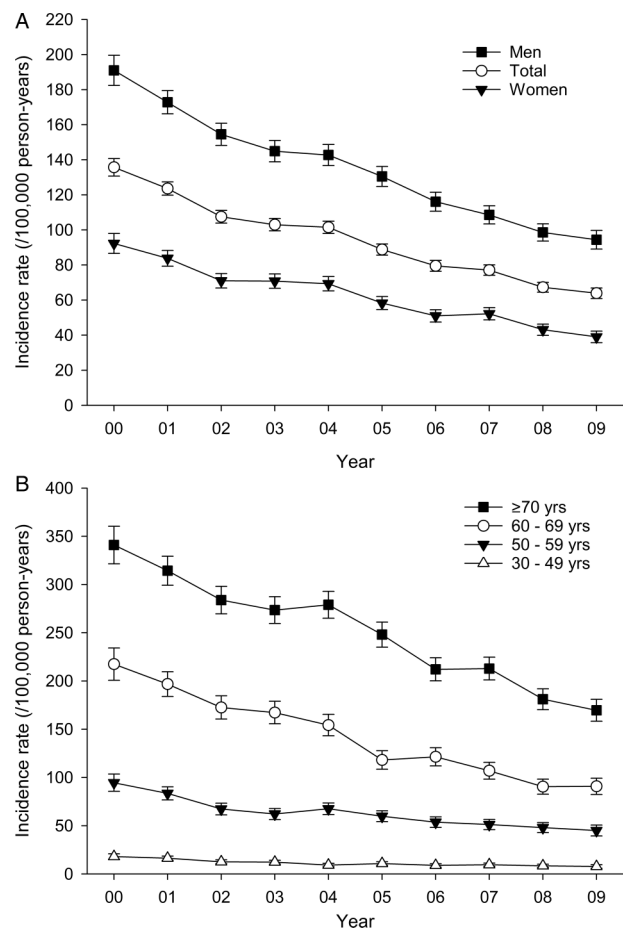 A
220
200
180
160
140
120
100
80
60
40
20
0
Incidence rate (/100,000 person-years)
Men
Total
Women
00 01 02 03 04 05 06 07 08 09
Year
B
400
350
300
250
200
150
100
50
0
Incidence rate (/100,000 person-years)
≥70 yrs
60 - 69 yrs
50 - 59 yrs
30 - 49 yrs
00 01 02 03 04 05 06 07 08 09
Year